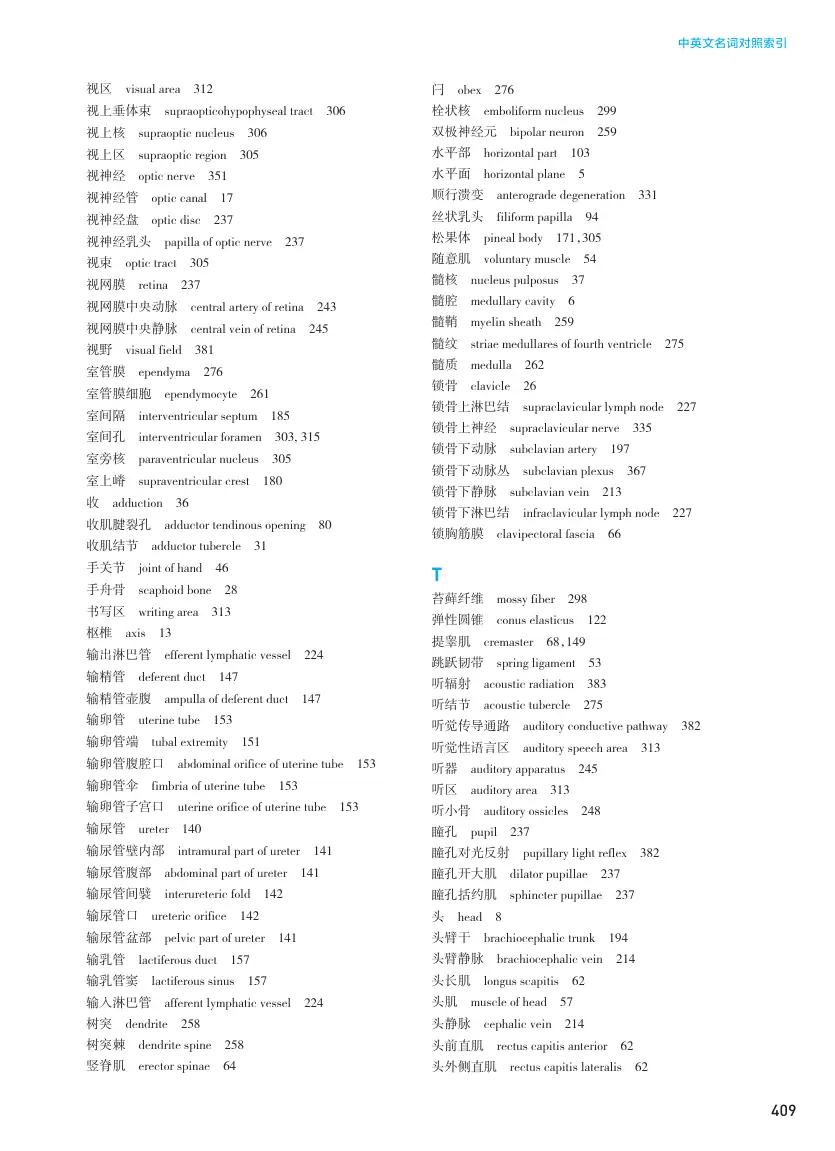 中英文名词对照索引
视区 visual area 312
视上垂体束 supraopticohypophyseal tract 306
视上核 supraoptic nucleus 306
视上区 supraoptic region 305
视神经 optic nerve 351
视神经管 optic canal 17
视神经盘 optic disc 237
视神经乳头 papilla of optic nerve 237
视束 optic tract 305
视网膜 retina 237
视网膜中央动脉 central artery of retina 243
视网膜中央静脉 central vein of retina 245
视野 visual field 381
室管膜 ependyma 276
室管膜细胞 ependymocyte 261
室间隔 interventricular septum 185
室间孔 interventricular foramen 303, 315
室旁核 paraventricular nucleus 305
室上嵴 supraventricular crest 180
收 adduction 36
收肌腱裂孔 adductor tendinous opening 80
收肌结节 adductor tubercle 31
手关节 joint of hand 46
手舟骨 scaphoid bone 28
书写区 writing area 313
枢椎 axis 13
输出淋巴管 efferent lymphatic vessel 224
输精管 deferent duct 147
输精管壶腹 ampulla of deferent duct 147
输卵管 uterine tube 153
输卵管端 tubal extremity 151
输卵管腹腔口 abdominal orifice of uterine tube 153
输卵管伞 fimbria of uterine tube 153
输卵管子宫口 uterine orifice of uterine tube 153
输尿管 ureter 140
输尿管壁内部 intramural part of ureter 141
输尿管腹部 abdominal part of ureter 141
输尿管间襞 interureteric fold 142
输尿管口 ureteric orifice 142
输尿管盆部 pelvic part of ureter 141
输乳管 lactiferous duct 157
输乳管窦 lactiferous sinus 157
输入淋巴管 afferent lymphatic vessel 224
树突 dendrite 258
树突棘 dendrite spine 258
竖脊肌 erector spinae 64
闩 obex 276
栓状核 emboliform nucleus 299
双极神经元 bipolar neuron 259
水平部 horizontal part 103
水平面 horizontal plane 5
顺行溃变 anterograde degeneration 331
丝状乳头 filiform papilla 94
松果体 pineal body 171,305
随意肌 voluntary muscle 54
髓核 nucleus pulposus 37
髓腔 medullary cavity 6
髓鞘 myelin sheath 259
髓纹 striae medullares of fourth ventricle 275
髓质 medulla 262
锁骨 clavicle 26
锁骨上淋巴结 supraclavicular lymph node 227
锁骨上神经 supraclavicular nerve 335
锁骨下动脉 subclavian artery 197
锁骨下动脉丛 subclavian plexus 367
锁骨下静脉 subclavian vein 213
锁骨下淋巴结 infraclavicular lymph node 227
锁胸筋膜 clavipectoral fascia 66
T
苔藓纤维 mossy fiber 298
弹性圆锥 conus elasticus 122
提睾肌 cremaster 68,149
跳跃韧带 spring ligament 53
听辐射 acoustic radiation 383
听结节 acoustic tubercle 275
听觉传导通路 auditory conductive pathway 382
听觉性语言区 auditory speech area 313
听器 auditory apparatus 245
听区 auditory area 313
听小骨 auditory ossicles 248
瞳孔 pupil 237
瞳孔对光反射 pupillary light reflex 382
瞳孔开大肌 dilator pupillae 237
瞳孔括约肌 sphincter pupillae 237
头 head 8
头臂干 brachiocephalic trunk 194
头臂静脉 brachiocephalic vein 214
头长肌 longus scapitis 62
头肌 muscle of head 57
头静脉 cephalic vein 214
头前直肌 rectus capitis anterior 62
头外侧直肌 rectus capitis lateralis 62
409